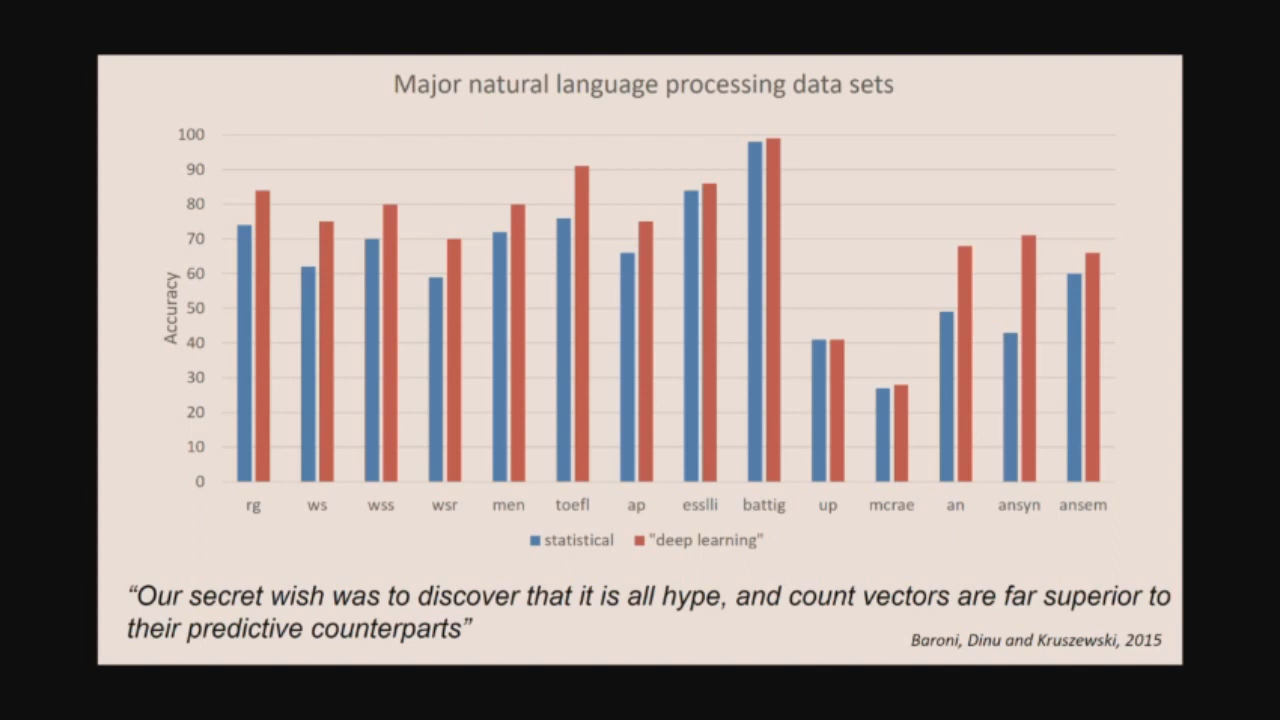 Major natural language processing data sets
100
90
80
70
60
50
40
30
20
10
0
Accuracy
rg ws wss wsr men toefl ap esslli battig up mcrae an ansyn ansem
statistical "deep learning"
“Our secret wish was to discover that it is all hype, and count vectors are far superior to
their predictive counterparts”
Baroni, Dinu and Kruszewski, 2015